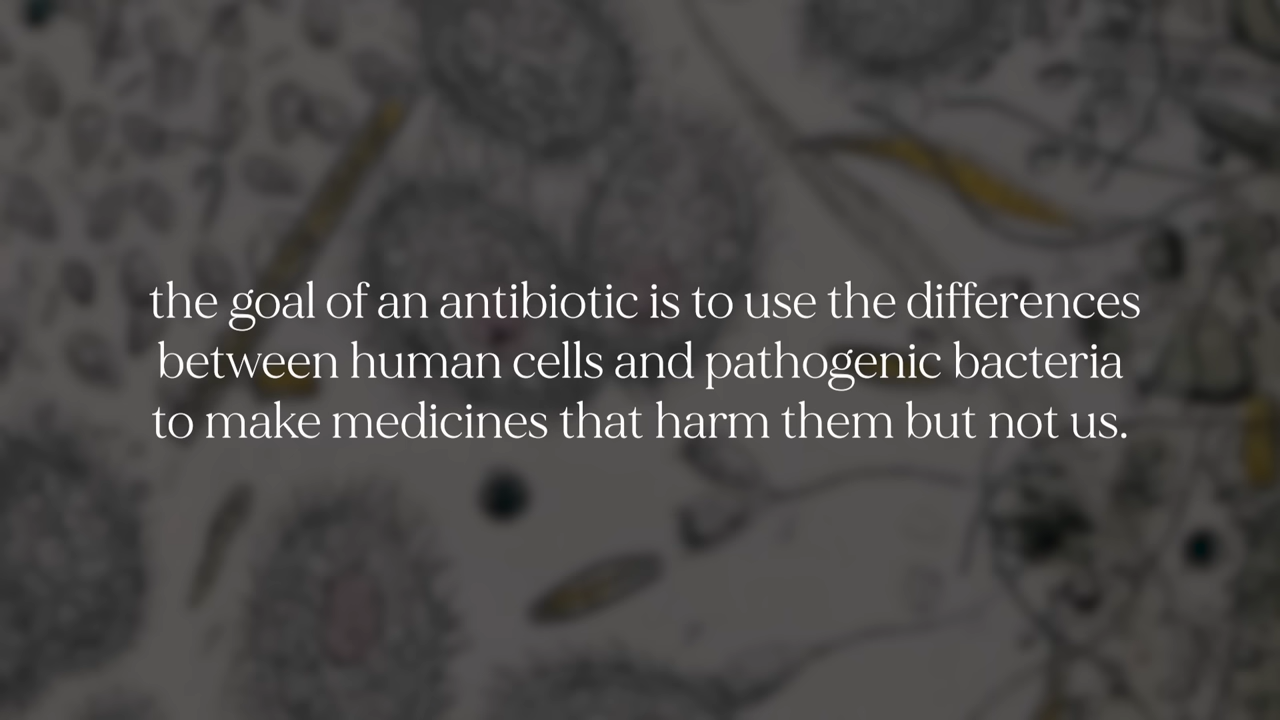 the goal of an antibiotic is to use the differences
between human cells and pathogenic bacteria
to make medicines that harm them but not us.